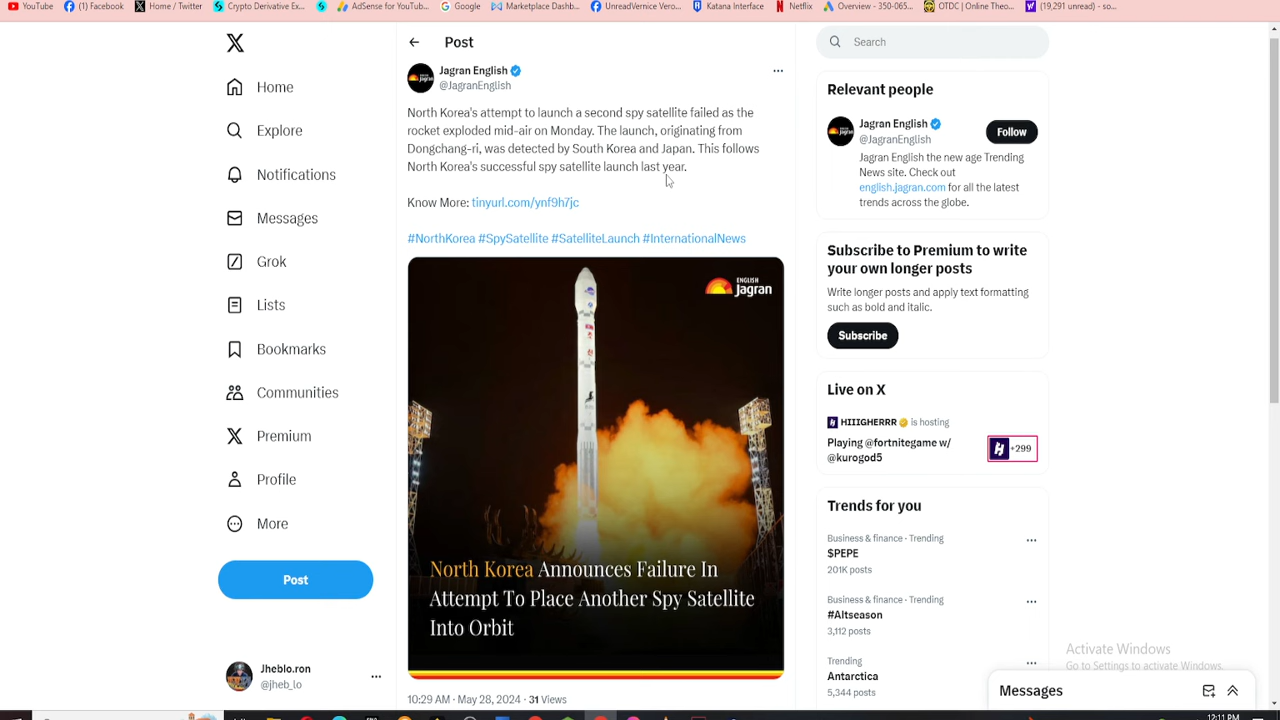 YouTube
(1) Facebook
Home / Twitter
Crypto Derivative Ex...
AdSense for YouTub...
Google
Marketplace Dashb...
UnreadVernice Vero...
Katana Interface
Netflix
Overview - 350-065...
OTDC | Online Theo...
(19,291 unread) - so...
X
Home
Explore
Notifications
Messages
Grok
Lists
Bookmarks
Communities
Premium
Profile
More
Post
Jheblo.ron
@jheb_lo
Post
Jagran English
@JagranEnglish
North Korea's attempt to launch a second spy satellite failed as the
rocket exploded mid-air on Monday. The launch, originating from
Dongchang-ri, was detected by South Korea and Japan. This follows
North Korea's successful spy satellite launch last year.
Know More: tinyurl.com/ynf9h7jc
#NorthKorea #SpySatellite #SatelliteLaunch #InternationalNews
ENGLISH
Jagran
North Korea Announces Failure In
Attempt To Place Another Spy Satellite
Into Orbit
10:29 AM · May 28, 2024 · 31 Views
Search
Relevant people
Jagran English
@JagranEnglish
Follow
Jagran English the new age Trending
News site. Check out
english.jagran.com for all the latest
trends across the globe.
Subscribe to Premium to write
your own longer posts
Write longer posts and apply text formatting
such as bold and italic.
Subscribe
Live on X
HIIIGHERRR is hosting
Playing @fortnitegame w/
@kurogod5
+299
Trends for you
Business & finance · Trending
$PEPE
201K posts
Business & finance · Trending
#Altseason
3,112 posts
Trending
Antarctica
5,344 posts
Activate Windows
Go to Settings to activate Windows.
Messages
12:11 PM